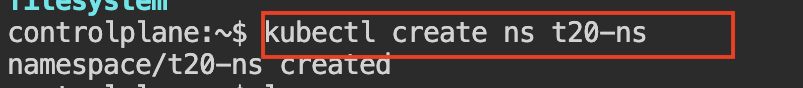 filesystem
controlplane:~$ kubectl create ns t20-ns
namespace/t20-ns created